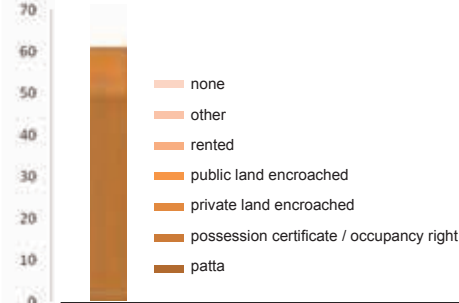 70
60
50
40
30
20
10
0
none
other
rented
public land encroached
private land encroached
possession certificate / occupancy right
patta